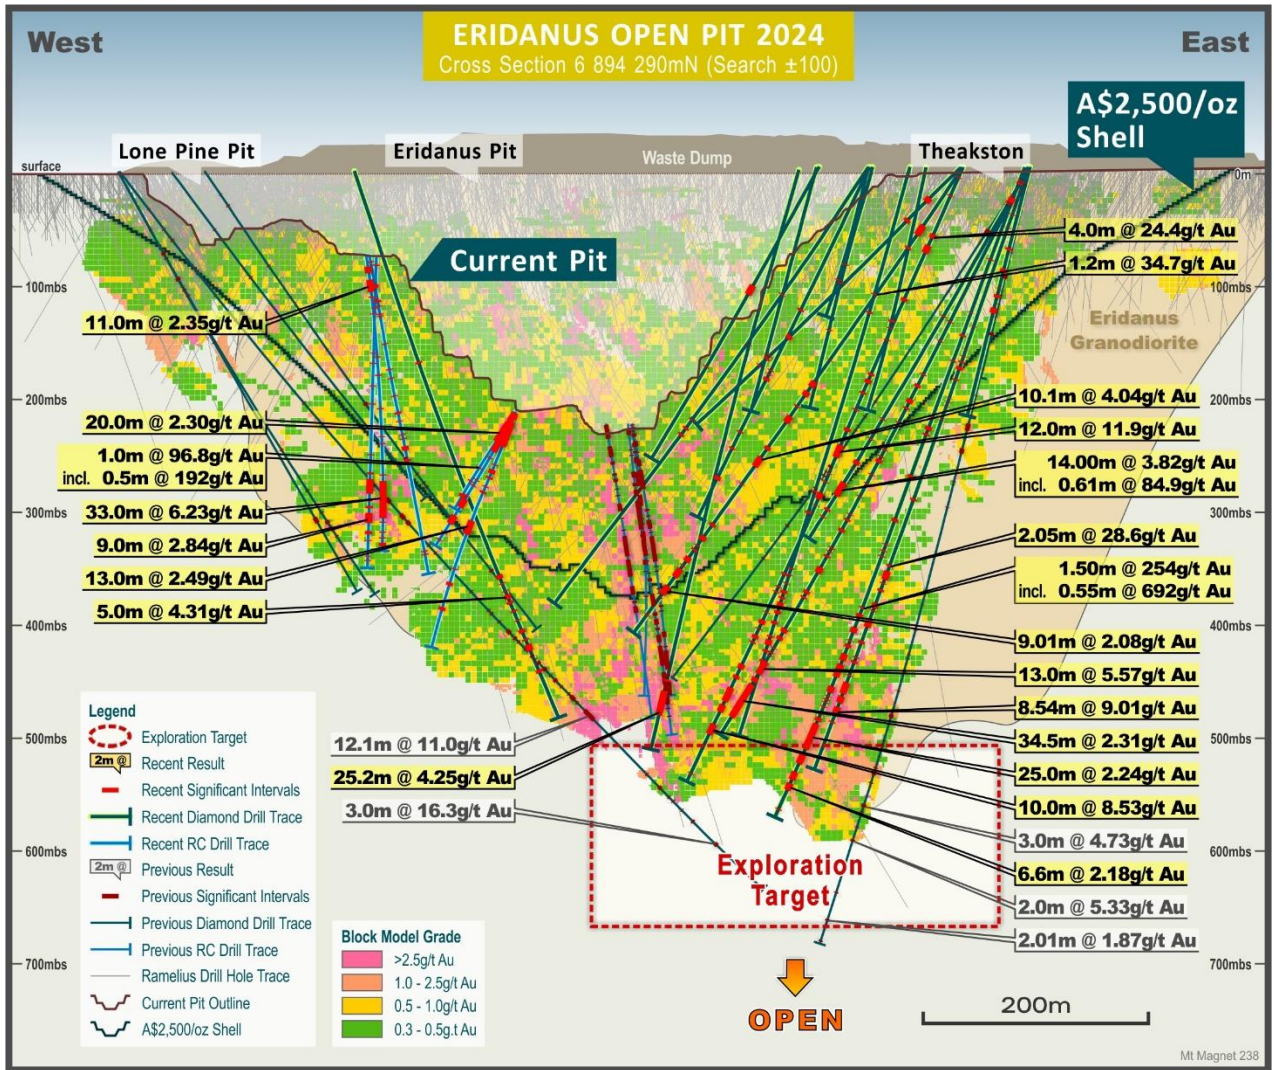 West
ERIDANUS OPEN PIT 2024
Cross Section 6 894 290mN (Search ±100)
East
A$2,500/oz
Shell
Lone Pine Pit
Eridanus Pit
Waste Dump
Theakston
surface
0m
Current Pit
4.0m @ 24.4g/t Au
1.2m @ 34.7g/t Au
100mbs
100mbs
11.0m @ 2.35g/t Au
Eridanus
Granodiorite
200mbs
200mbs
10.1m @ 4.04g/t Au
12.0m @ 11.9g/t Au
14.00m @ 3.82g/t Au
incl. 0.61m @ 84.9g/t Au
20.0m @ 2.30g/t Au
1.0m @ 96.8g/t Au
incl. 0.5m @ 192g/t Au
33.0m @ 6.23g/t Au
9.0m @ 2.84g/t Au
13.0m @ 2.49g/t Au
5.0m @ 4.31g/t Au
300mbs
300mbs
2.05m @ 28.6g/t Au
1.50m @ 254g/t Au
incl. 0.55m @ 692g/t Au
400mbs
400mbs
9.01m @ 2.08g/t Au
13.0m @ 5.57g/t Au
8.54m @ 9.01g/t Au
34.5m @ 2.31g/t Au
25.0m @ 2.24g/t Au
10.0m @ 8.53g/t Au
3.0m @ 4.73g/t Au
6.6m @ 2.18g/t Au
2.0m @ 5.33g/t Au
2.01m @ 1.87g/t Au
500mbs
500mbs
12.1m @ 11.0g/t Au
25.2m @ 4.25g/t Au
3.0m @ 16.3g/t Au
600mbs
600mbs
Exploration
Target
700mbs
700mbs
OPEN
200m
Legend
Exploration Target
2m @
Recent Result
Recent Significant Intervals
Recent Diamond Drill Trace
Recent RC Drill Trace
2m @
Previous Result
Previous Significant Intervals
Previous Diamond Drill Trace
Previous RC Drill Trace
Ramelius Drill Hole Trace
Current Pit Outline
A$2,500/oz Shell
Block Model Grade
>2.5g/t Au
1.0 - 2.5g/t Au
0.5 - 1.0g/t Au
0.3 - 0.5g.t Au
Mt Magnet 238